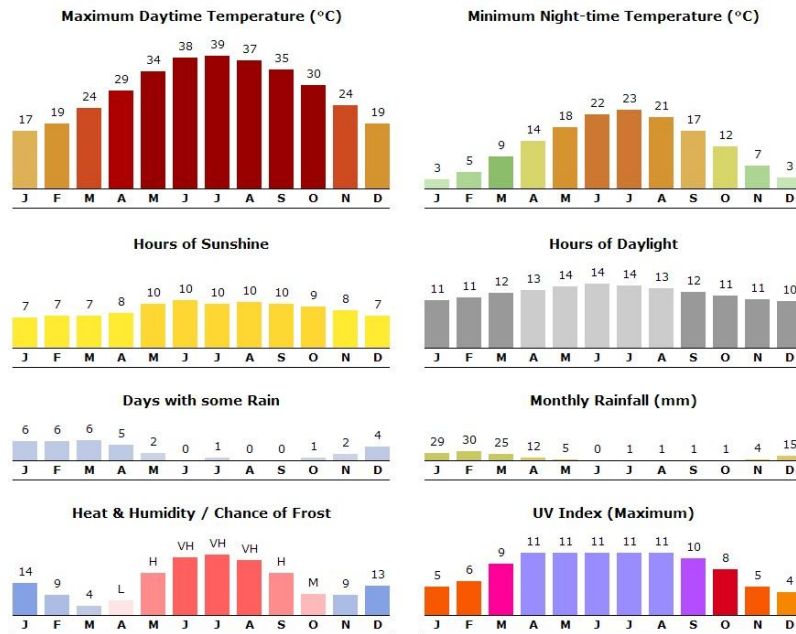 Maximum Daytime Temperature (°C)
17 19 24 29 34 38 39 37 35 30 24 19
J F M A M J J A S O N D
Minimum Night-time Temperature (°C)
3 5 9 14 18 22 23 21 17 12 7 3
J F M A M J J A S O N D
Hours of Sunshine
7 7 7 8 10 10 10 10 10 9 8 7
J F M A M J J A S O N D
Hours of Daylight
11 11 12 13 14 14 14 13 12 11 11 10
J F M A M J J A S O N D
Days with some Rain
6 6 6 5 2 0 1 0 0 1 2 4
J F M A M J J A S O N D
Monthly Rainfall (mm)
29 30 25 12 5 0 1 1 1 1 4 15
J F M A M J J A S O N D
Heat & Humidity / Chance of Frost
14 9 4 L H VH VH VH H M 9 13
J F M A M J J A S O N D
UV Index (Maximum)
5 6 9 11 11 11 11 11 10 8 5 4
J F M A M J J A S O N D